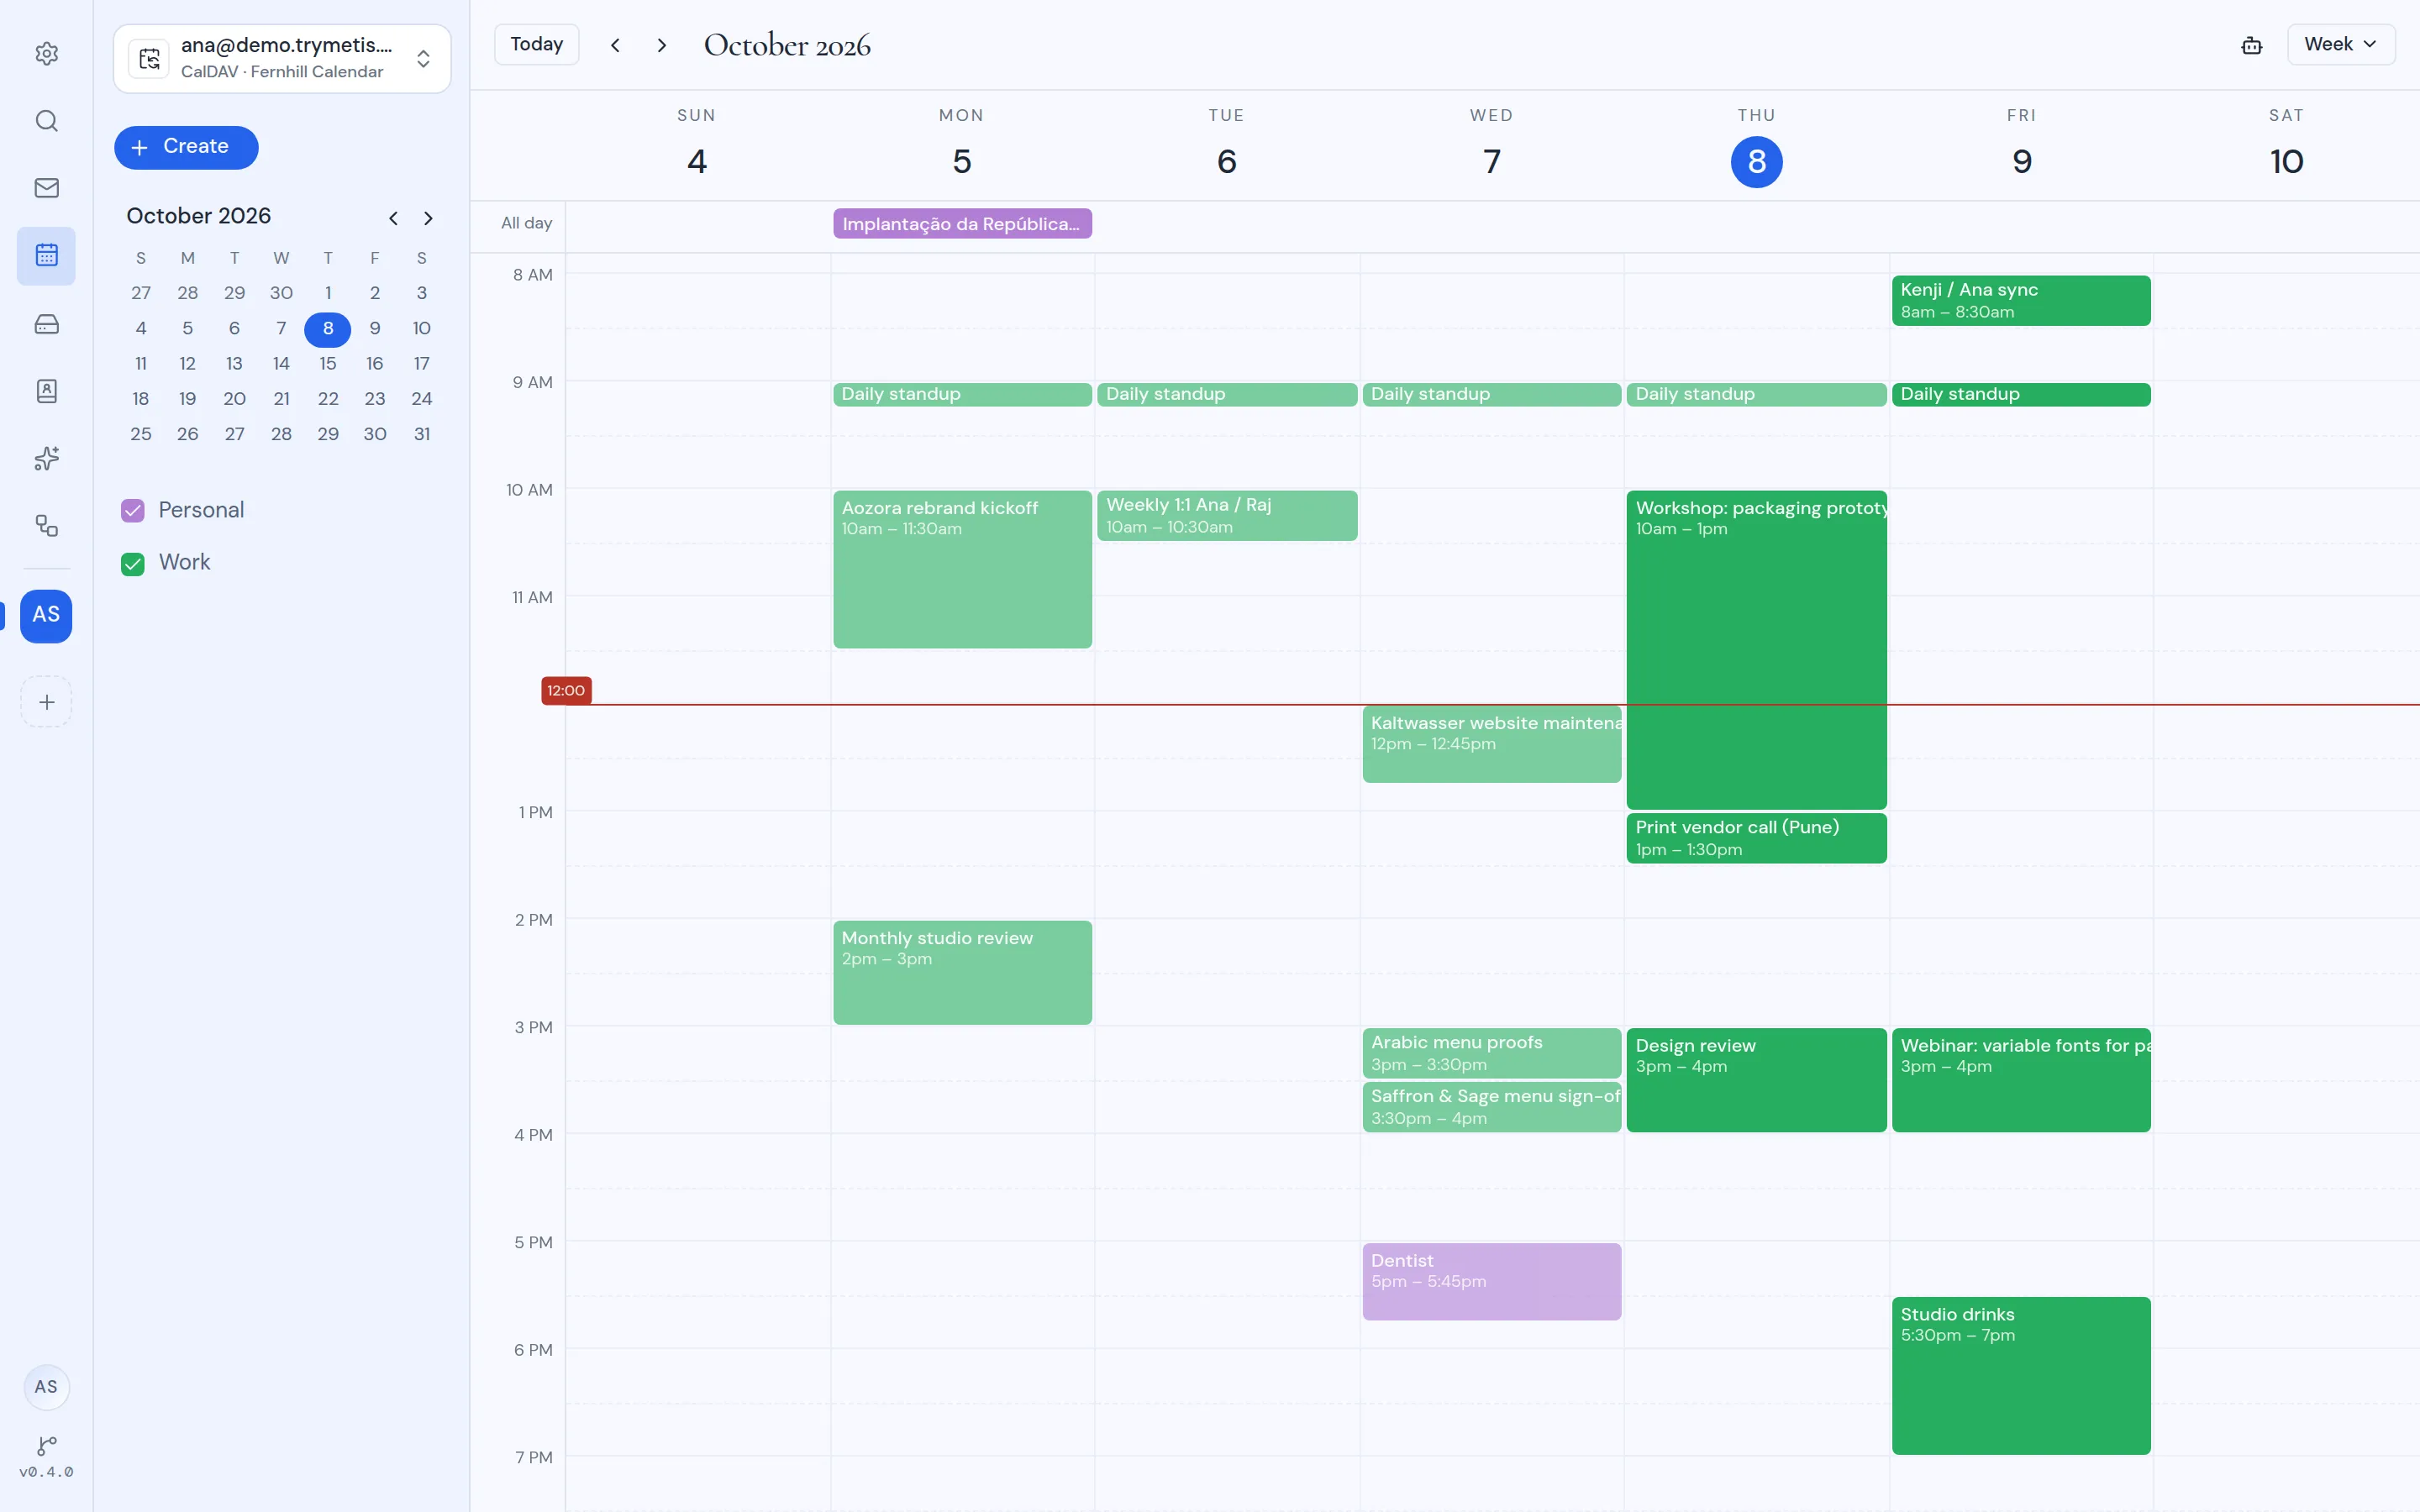 ana@demo.trymetis....
CalDAV · Fernhill Calendar
Create
October 2026
S M T W T F S
27 28 29 30 1 2 3
4 5 6 7 8 9 10
11 12 13 14 15 16 17
18 19 20 21 22 23 24
25 26 27 28 29 30 31
Personal
Work
AS
AS
v0.4.0
Today
October 2026
Week
SUN MON TUE WED THU FRI SAT
4 5 6 7 8 9 10
All day
Implantação da República...
8 AM
9 AM
10 AM
11 AM
12:00
1 PM
2 PM
3 PM
4 PM
5 PM
6 PM
7 PM
Daily standup
Aozora rebrand kickoff
10am – 11:30am
Monthly studio review
2pm – 3pm
Daily standup
Weekly 1:1 Ana / Raj
10am – 10:30am
Daily standup
Kaltwasser website maintena
12pm – 12:45pm
Arabic menu proofs
3pm – 3:30pm
Saffron & Sage menu sign-of
3:30pm – 4pm
Dentist
5pm – 5:45pm
Daily standup
Workshop: packaging prototy
10am – 1pm
Print vendor call (Pune)
1pm – 1:30pm
Design review
3pm – 4pm
Kenji / Ana sync
8am – 8:30am
Daily standup
Webinar: variable fonts for pa
3pm – 4pm
Studio drinks
5:30pm – 7pm